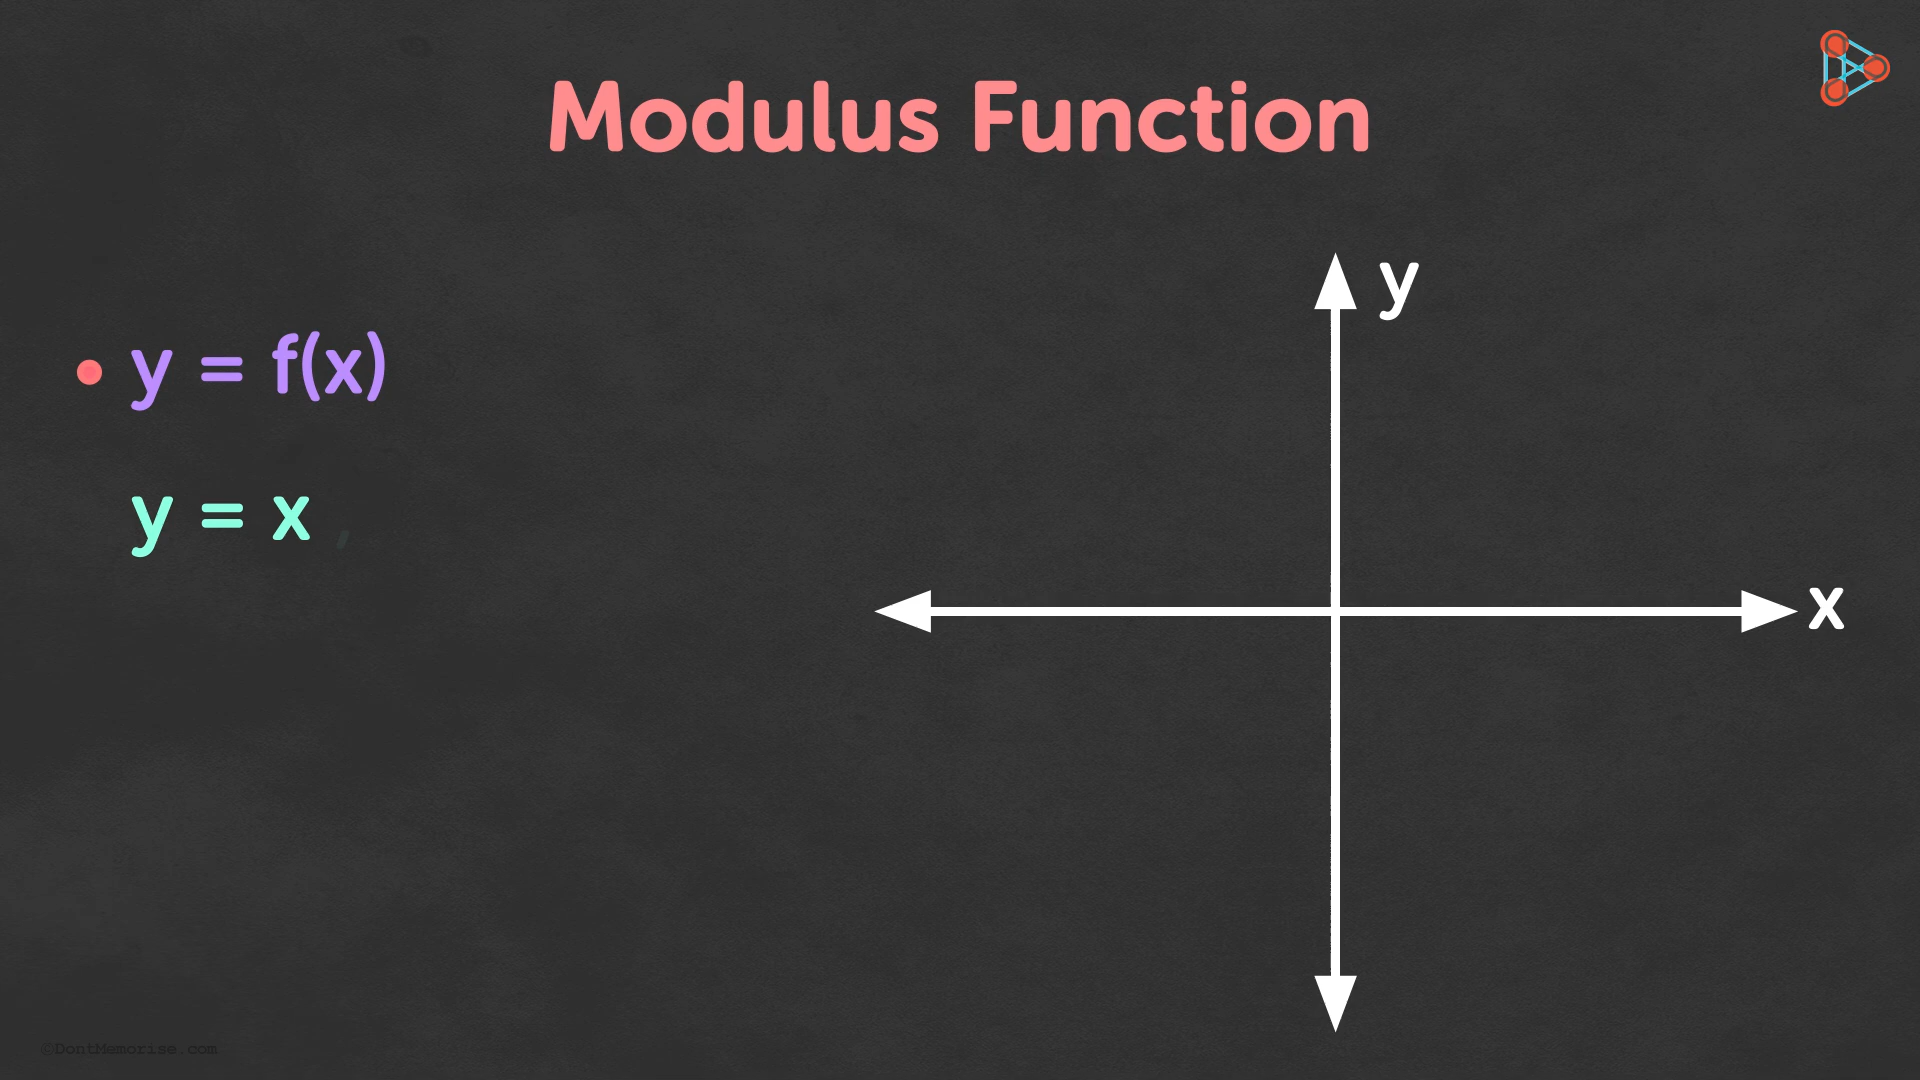 Modulus Function
y
• y = f(x)
y = x ,
x
©DontMemorise.com